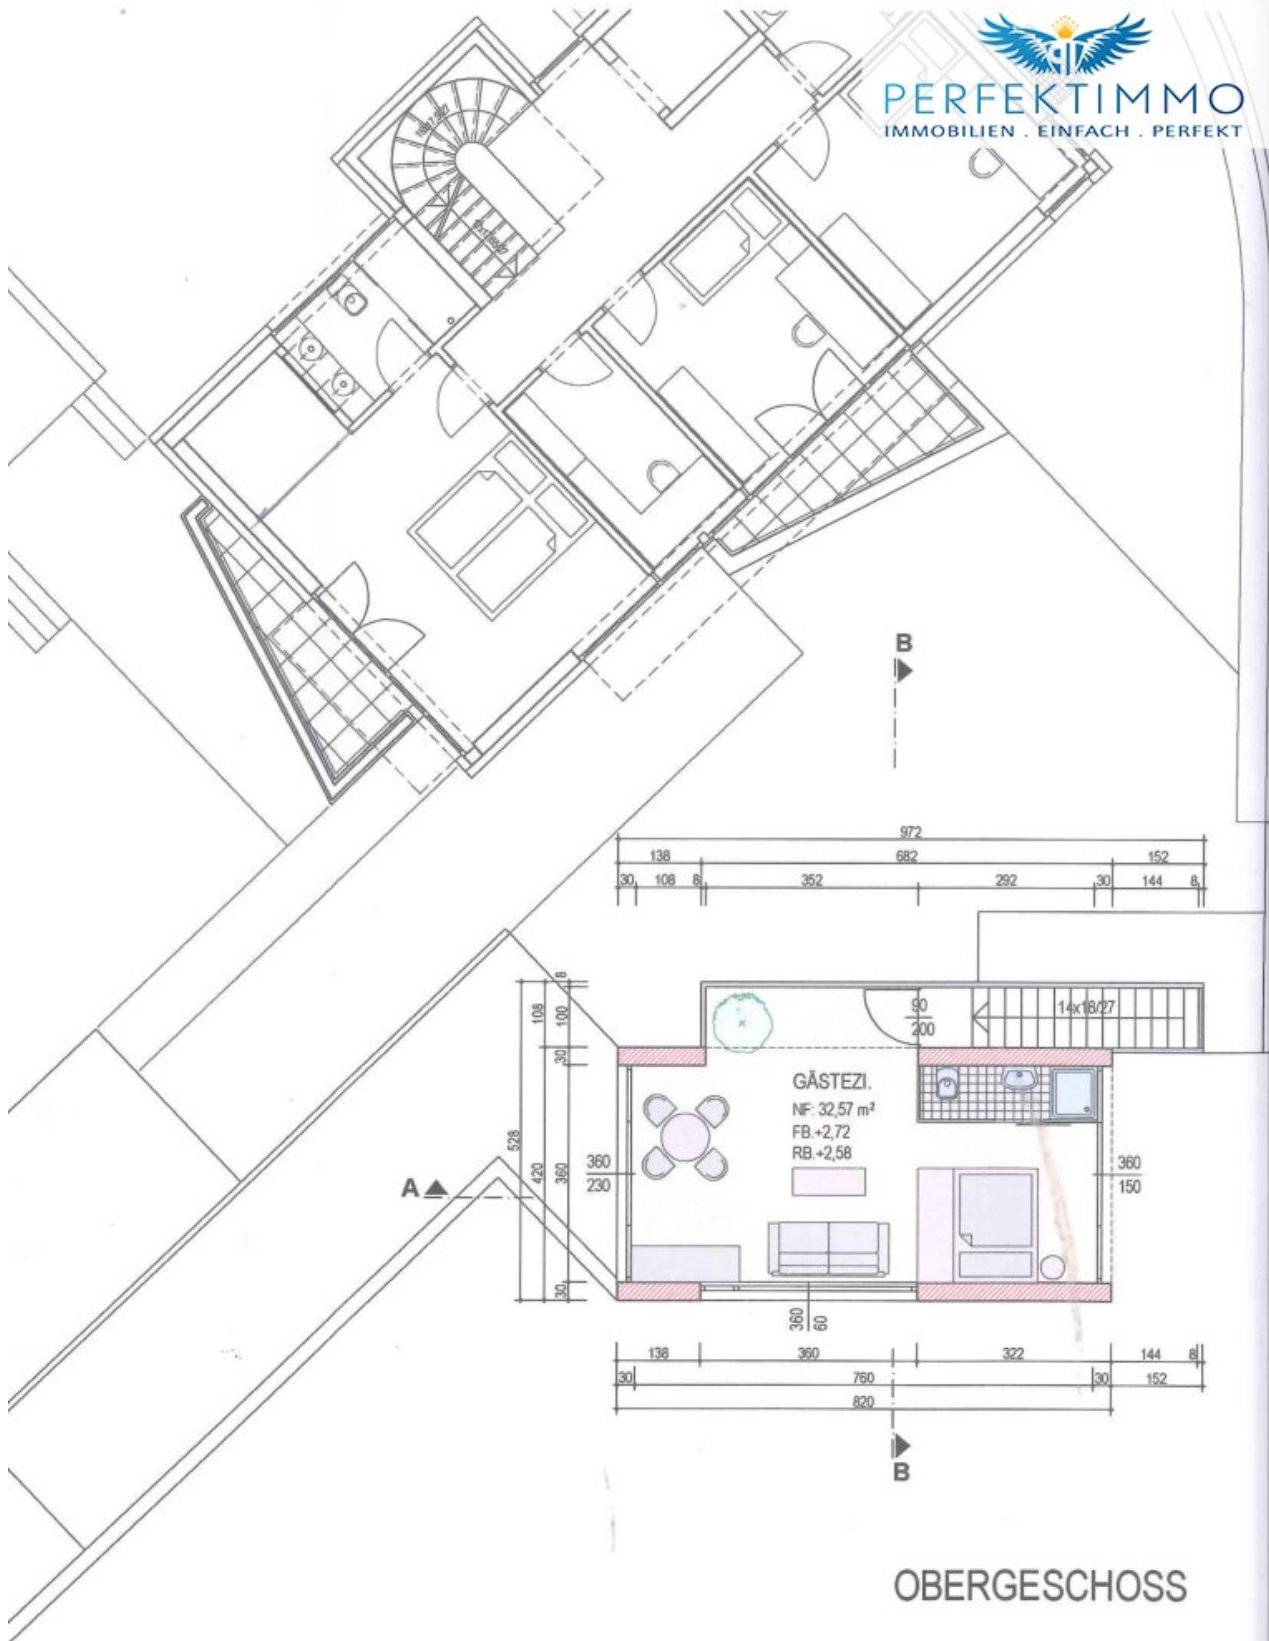 PERFEKTIMMO
IMMOBILIEN . EINFACH . PERFEKT
B
972
138 682 152
30 108 8 352 292 30 144 8
8
108 100
30
90
200
14x18/27
GÄSTEZI.
NF: 32,57 m²
FB.+2,72
RB.+2,58
528 420 360
360
230
360
150
A
30
360
60
138 360 322 144 8
30 760 30 152
820
B
OBERGESCHOSS